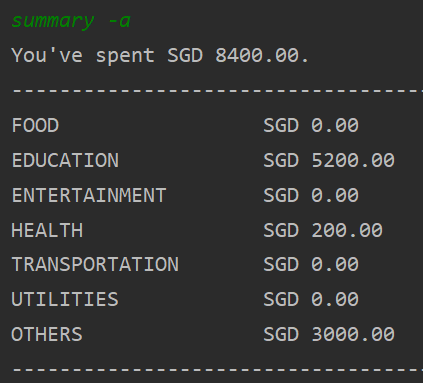 summary -a
You've spent SGD 8400.00.
-----------------------------------
FOOD SGD 0.00
EDUCATION SGD 5200.00
ENTERTAINMENT SGD 0.00
HEALTH SGD 200.00
TRANSPORTATION SGD 0.00
UTILITIES SGD 0.00
OTHERS SGD 3000.00
-----------------------------------